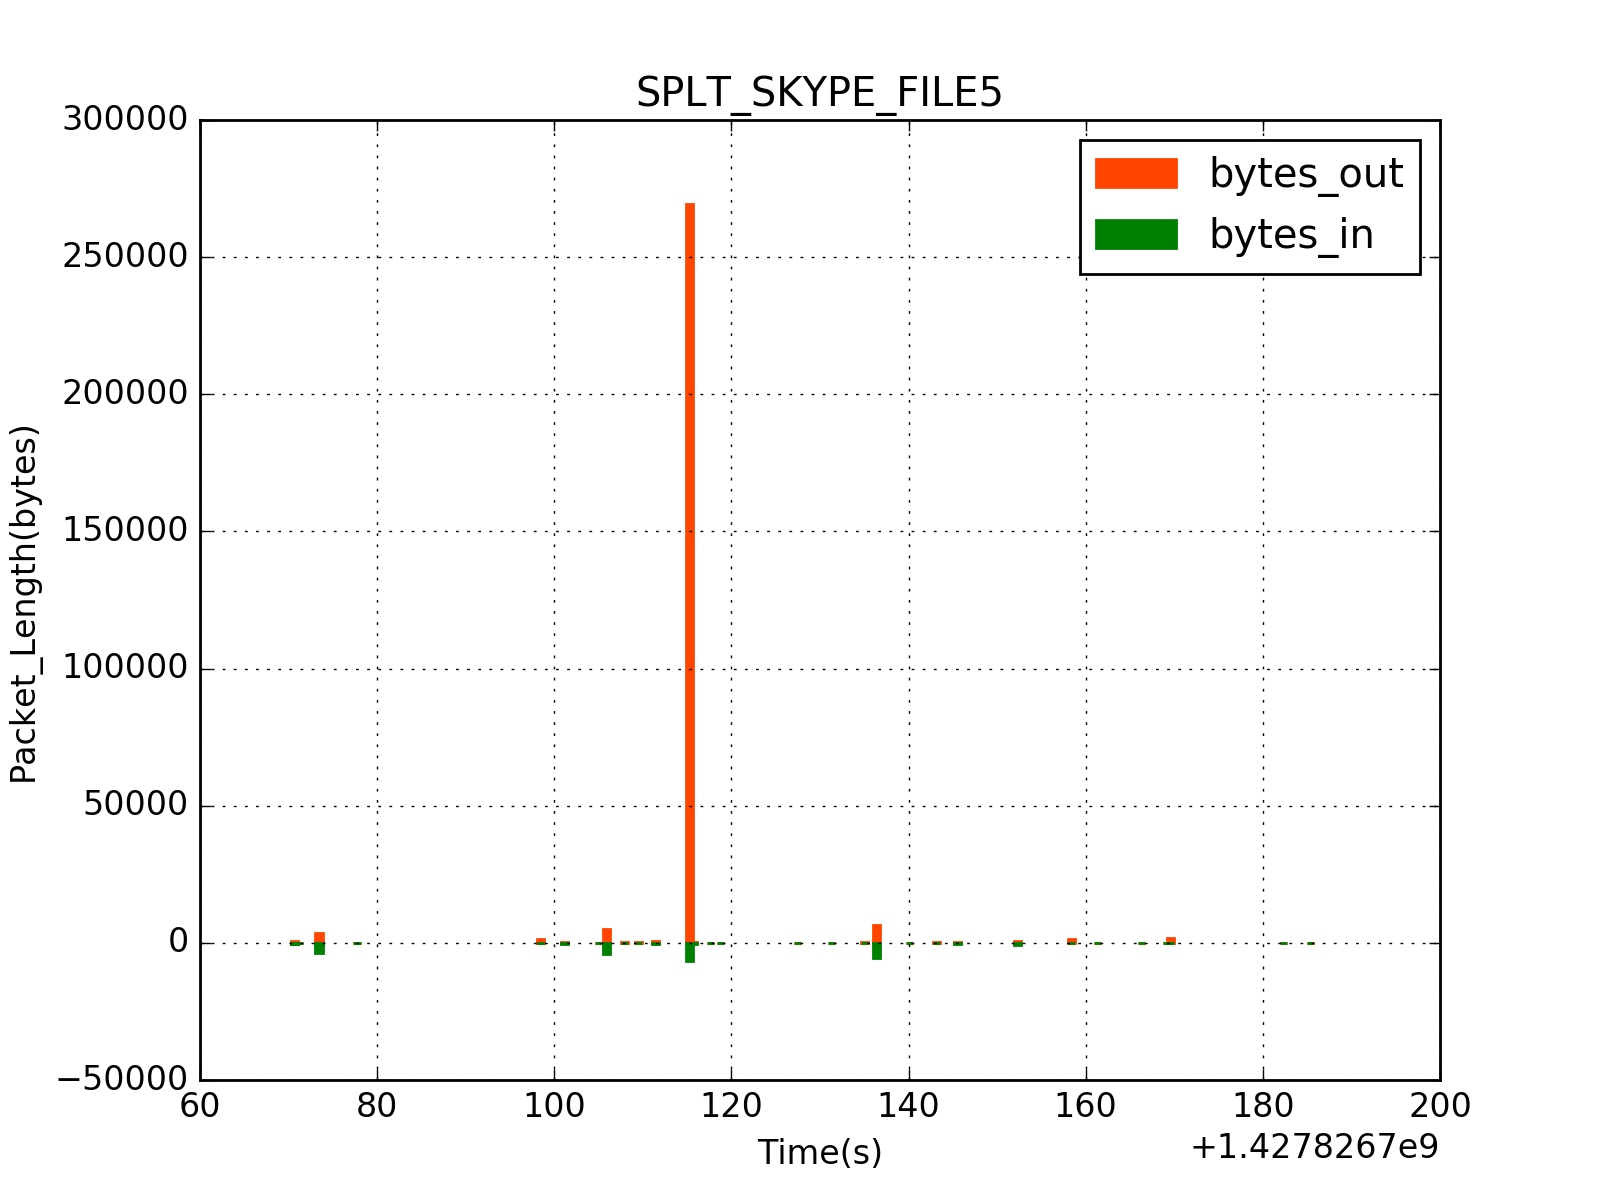 SPLT_SKYPE_FILE5
300000
250000
200000
150000
100000
50000
0
−50000
Packet_Length(bytes)
bytes_out
bytes_in
60 80 100 120 140 160 180 200
Time(s)
+1.4278267e9